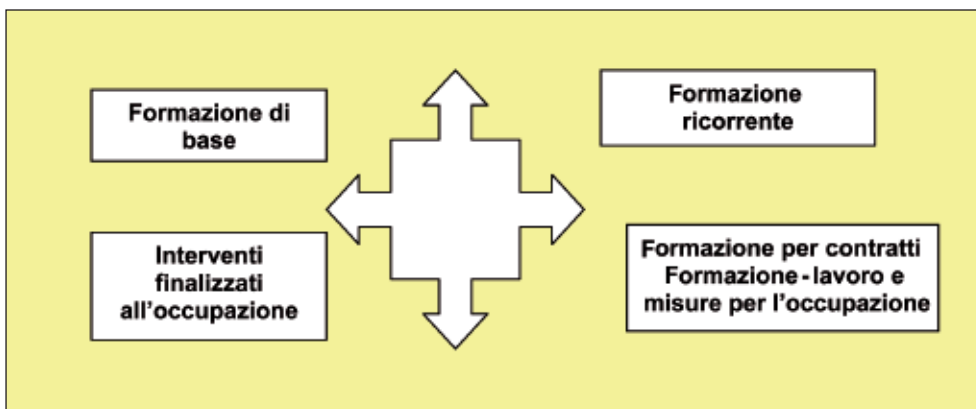 Formazione di
base
Formazione
ricorrente
Interventi
finalizzati
all'occupazione
Formazione per contratti
Formazione-lavoro e
misure per l'occupazione